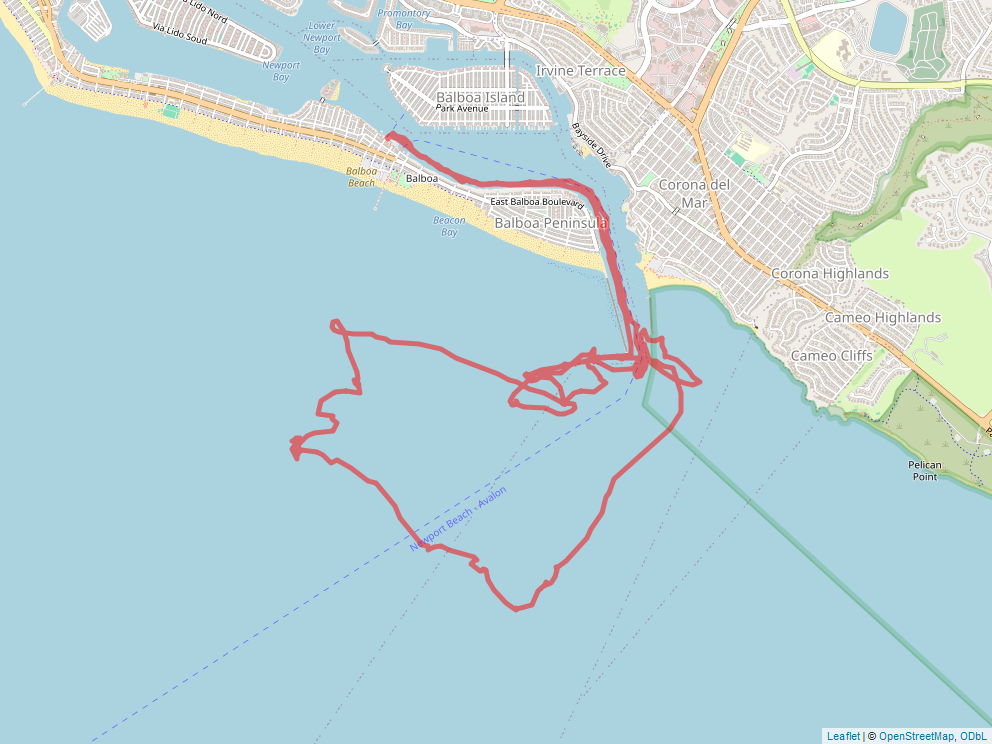 Lido Nord
Via Lido Soud
Promontory
Bay
Lower
Newport
Bay
Newport
Bay
Irvine Terrace
Balboa Island
Park Avenue
Bayside Drive
Balboa
Beach
Balboa
Corona del
Mar
East Balboa Boulevard
Balboa Peninsula
Beacon
Bay
Corona Highlands
Cameo Highlands
Cameo Cliffs
Pelican
Point
Newport Beach - Avalon
Leaflet | © OpenStreetMap, ODbL